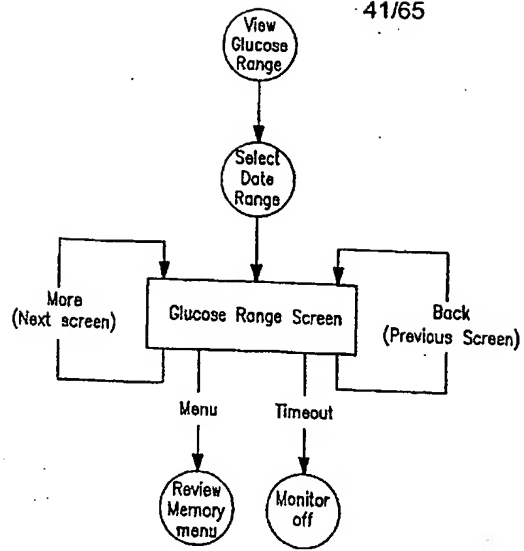 41/65
View
Glucose
Range
Select
Date
Range
More
(Next screen)
Glucose Range Screen
Back
(Previous Screen)
Menu
Timeout
Review
Memory
menu
Monitor
off